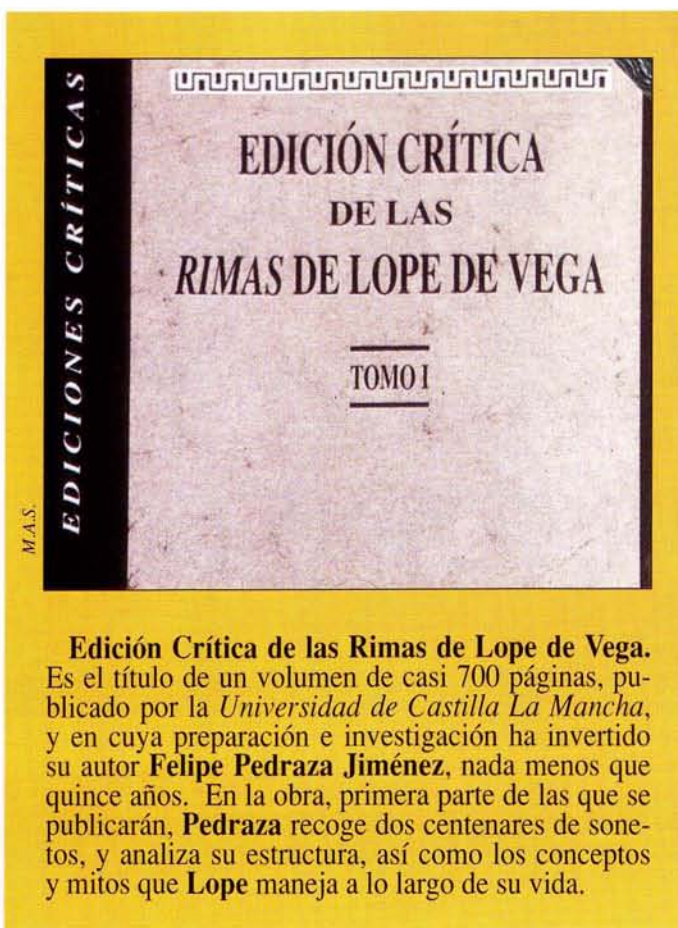 EDICIONES CRÍTICAS
EDICIÓN CRÍTICA
DE LAS
RIMAS DE LOPE DE VEGA
TOMO I
M.A.S.
Edición Crítica de las Rimas de Lope de Vega.
Es el título de un volumen de casi 700 páginas, pu-
blicado por la Universidad de Castilla La Mancha,
y en cuya preparación e investigación ha invertido
su autor Felipe Pedraza Jiménez, nada menos que
quince años. En la obra, primera parte de las que se
publicarán, Pedraza recoge dos centenares de sone-
tos, y analiza su estructura, así como los conceptos
y mitos que Lope maneja a lo largo de su vida.